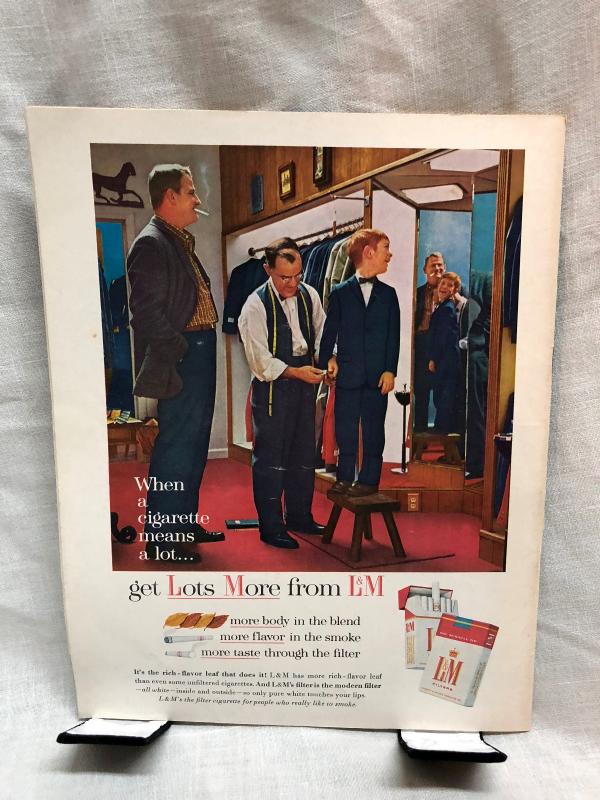 When
a
cigarette
means
a lot...
get Lots More from L&M
more body in the blend
more flavor in the smoke
more taste through the filter
It's the rich-flavor leaf that does it! L&M has more rich-flavor leaf
than even some unfiltered cigarettes. And L&M's filter is the modern filter
—all white—inside and outside—so only pure white touches your lips.
L&M's the filter cigarette for people who really like to smoke.
L&M
FILTERS